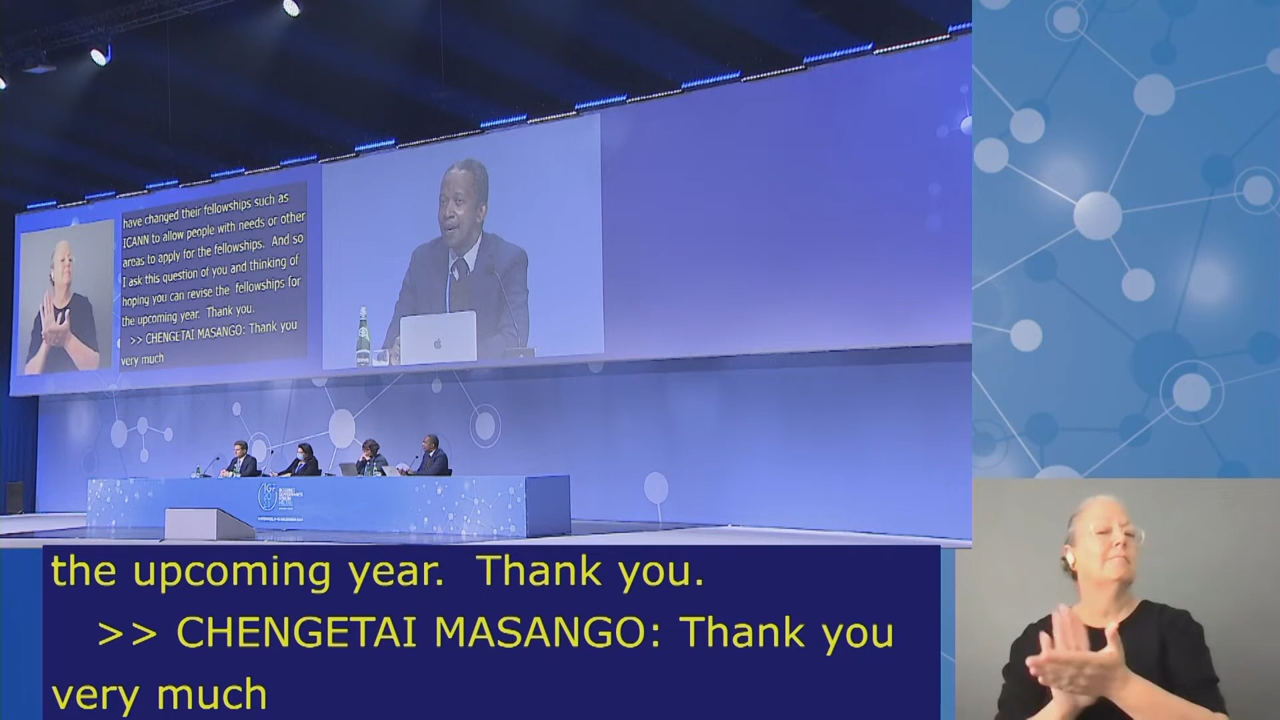 have changed their fellowships such as
ICANN to allow people with needs or other
areas to apply for the fellowships. And so
I ask this question of you and thinking of
hoping you can revise the fellowships for
the upcoming year. Thank you.
>> CHENGETAI MASANGO: Thank you
very much
the upcoming year. Thank you.
>> CHENGETAI MASANGO: Thank you
very much